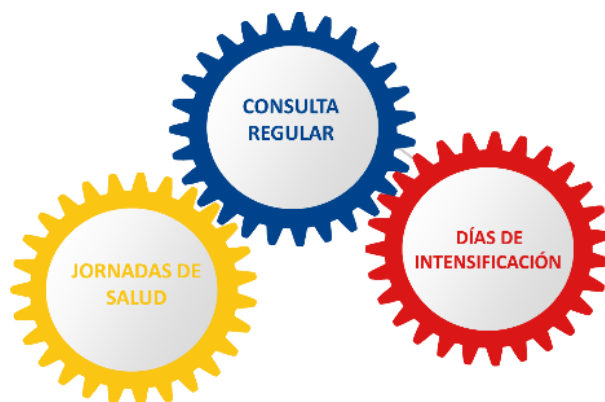 CONSULTA
REGULAR
DÍAS DE
INTENSIFICACIÓN
JORNADAS DE
SALUD